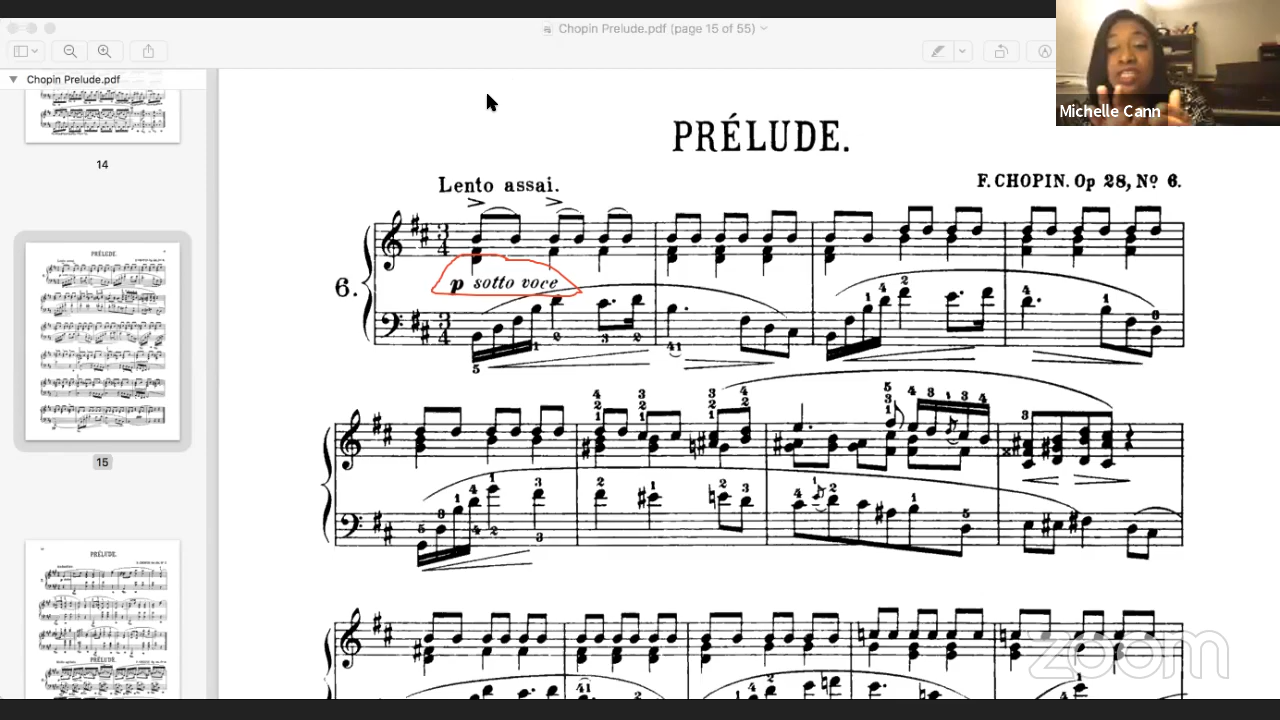 Chopin Prelude.pdf (page 15 of 55)
Michelle Cann
Chopin Prelude.pdf
14
15
PRÉLUDE.
Lento assai.
F. CHOPIN. Op 28, Nº 6.
6.
p sotto voce
zoom